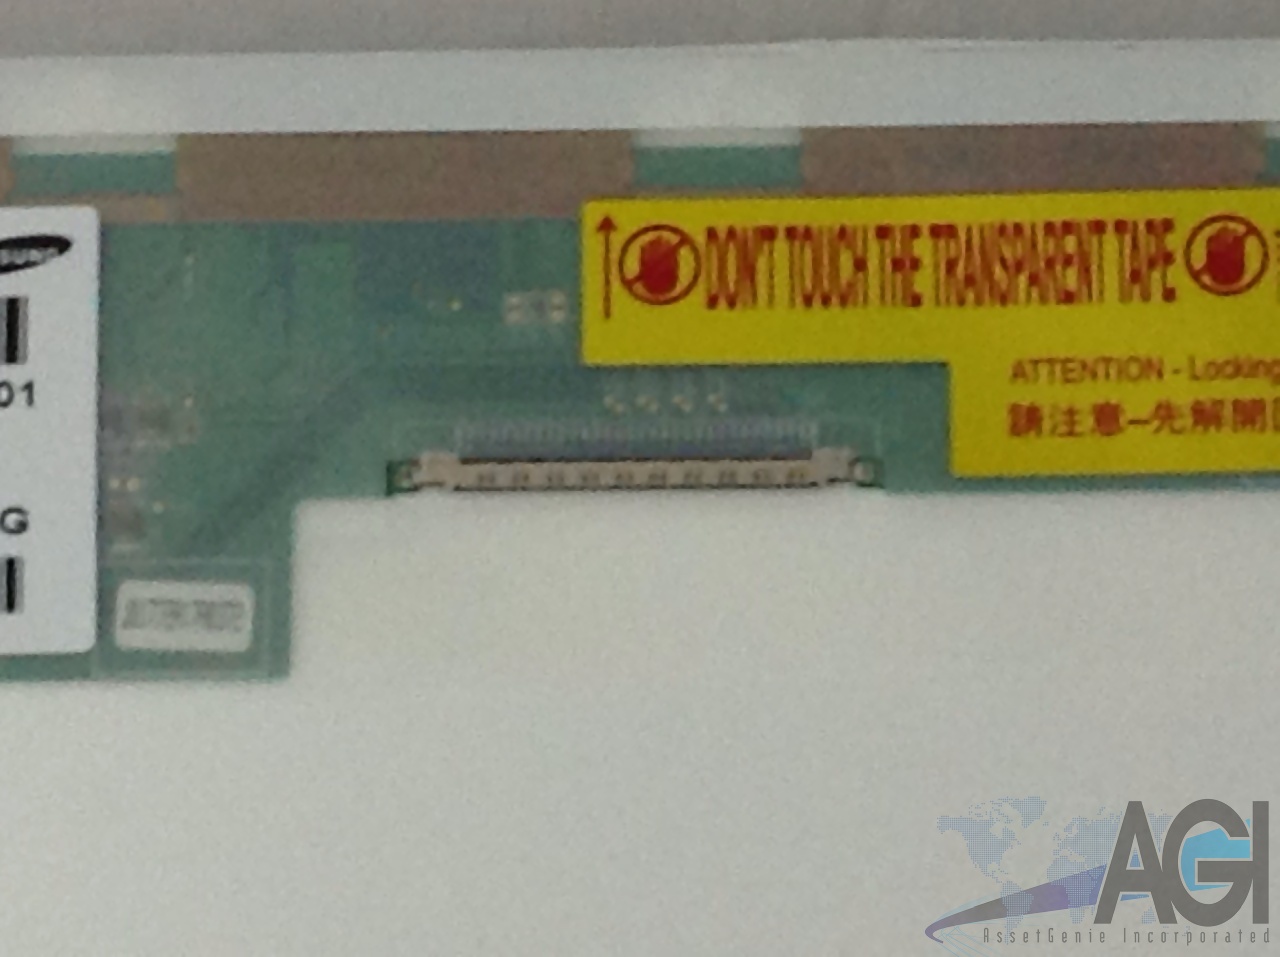 DON'T TOUCH THE TRANSPARENT TAPE
ATTENTION - Locking
請注意–先解開
01
G
AGI
AssetGenie Incorporated